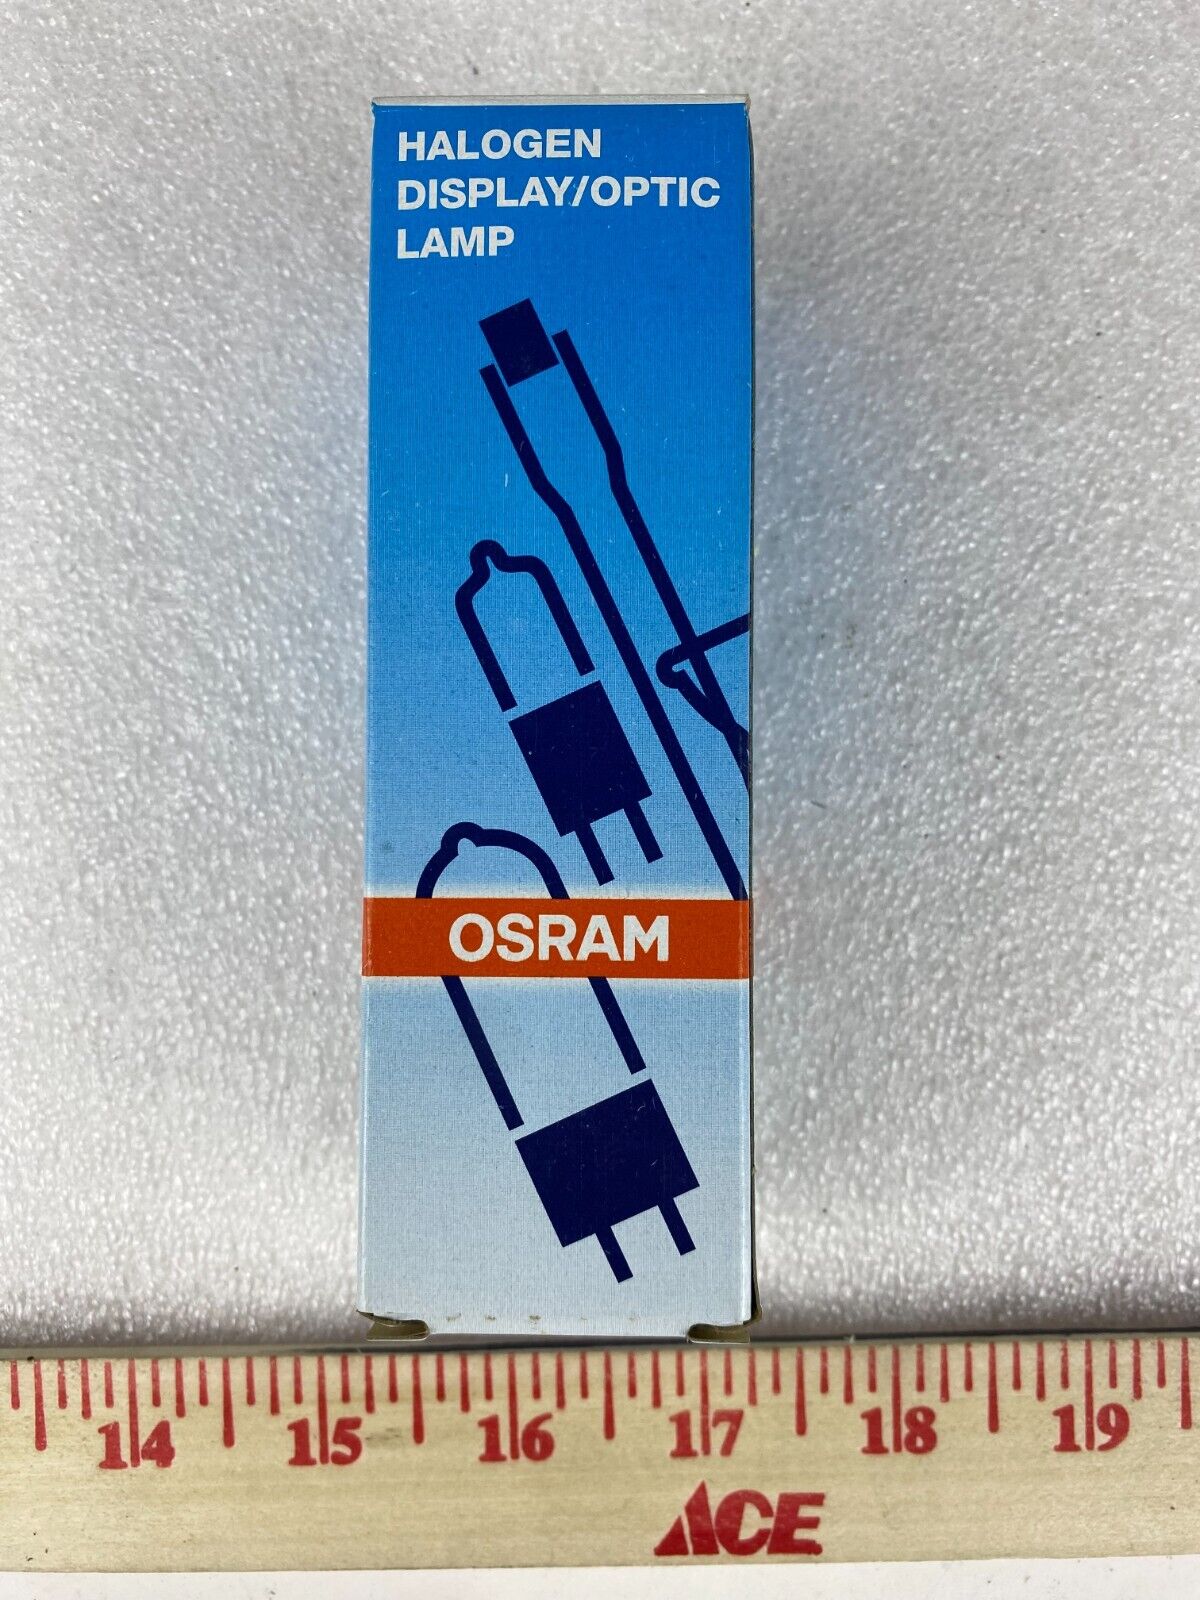 HALOGEN
DISPLAY/OPTIC
LAMP
OSRAM
14 15 16 17 18 19
ACE